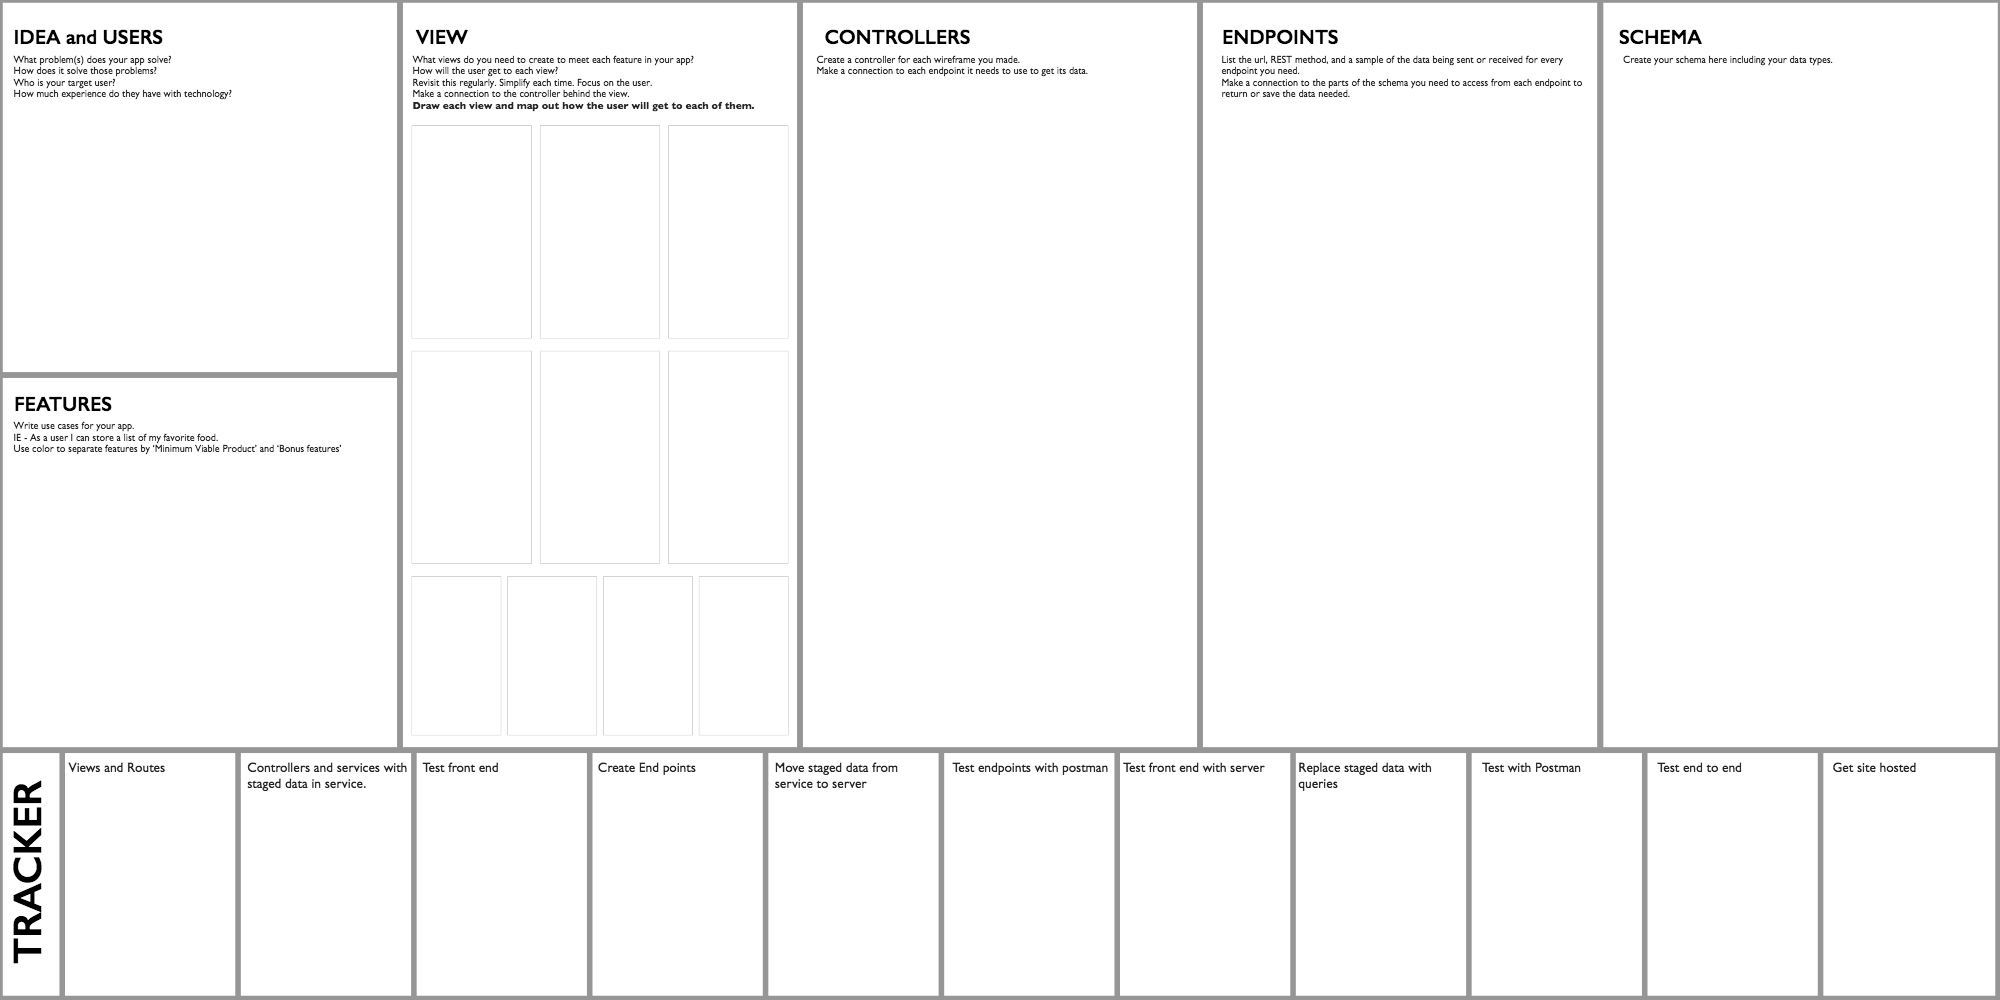 IDEA and USERS
What problem(s) does your app solve?
How does it solve those problems?
Who is your target user?
How much experience do they have with technology?
FEATURES
Write use cases for your app.
IE - As a user I can store a list of my favorite food.
Use color to separate features by ‘Minimum Viable Product’ and ‘Bonus features’
VIEW
What views do you need to create to meet each feature in your app?
How will the user get to each view?
Revisit this regularly. Simplify each time. Focus on the user.
Make a connection to the controller behind the view.
Draw each view and map out how the user will get to each of them.
CONTROLLERS
Create a controller for each wireframe you made.
Make a connection to each endpoint it needs to use to get its data.
ENDPOINTS
List the url, REST method, and a sample of the data being sent or received for every
endpoint you need.
Make a connection to the parts of the schema you need to access from each endpoint to
return or save the data needed.
SCHEMA
Create your schema here including your data types.
TRACKER
Views and Routes
Controllers and services with
staged data in service.
Test front end
Create End points
Move staged data from
service to server
Test endpoints with postman
Test front end with server
Replace staged data with
queries
Test with Postman
Test end to end
Get site hosted